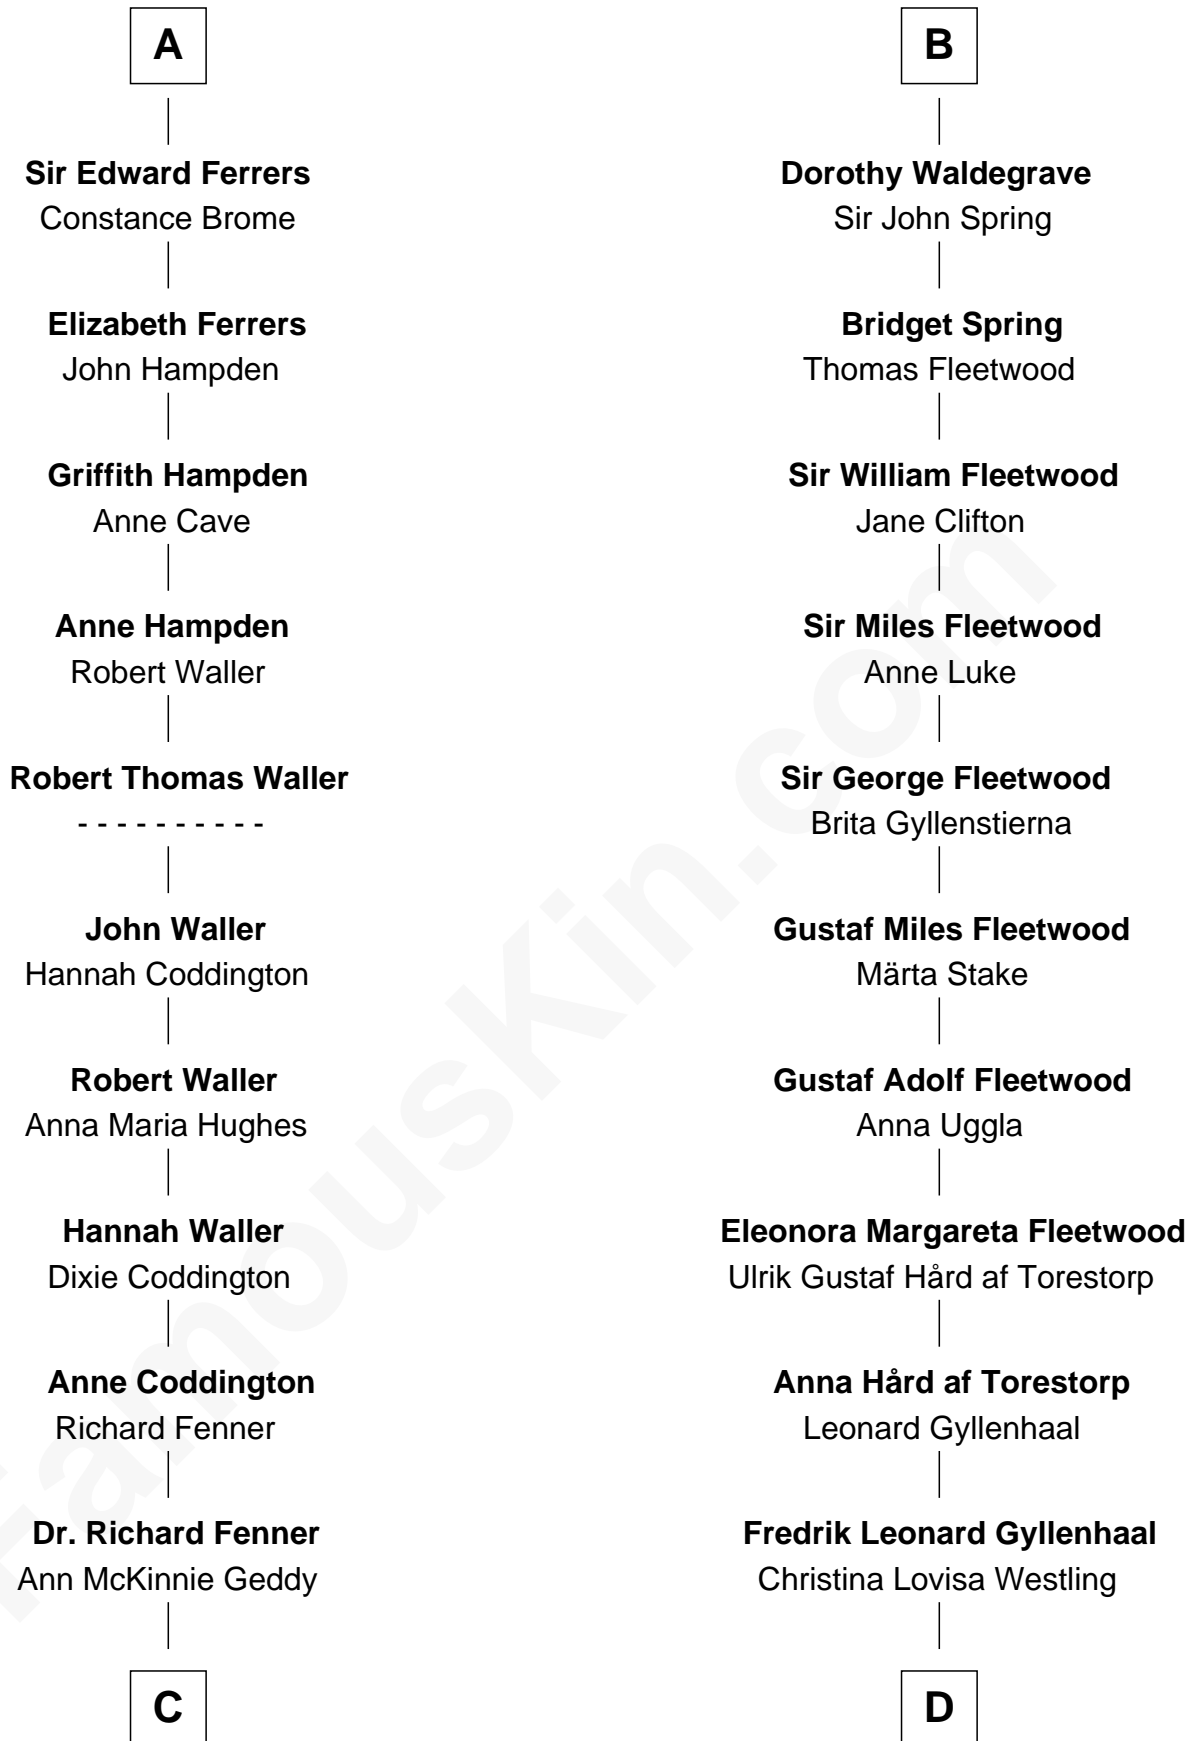 A
B
Sir Edward Ferrers
Constance Brome
Dorothy Waldegrave
Sir John Spring
Elizabeth Ferrers
John Hampden
Bridget Spring
Thomas Fleetwood
Griffith Hampden
Anne Cave
Sir William Fleetwood
Jane Clifton
Anne Hampden
Robert Waller
Sir Miles Fleetwood
Anne Luke
Robert Thomas Waller
- - - - - - - - - -
Sir George Fleetwood
Brita Gyllenstierna
John Waller
Hannah Coddington
Gustaf Miles Fleetwood
Märta Stake
Robert Waller
Anna Maria Hughes
Gustaf Adolf Fleetwood
Anna Uggla
Hannah Waller
Dixie Coddington
Eleonora Margareta Fleetwood
Ulrik Gustaf Hård af Torestorp
Anne Coddington
Richard Fenner
Anna Hård af Torestorp
Leonard Gyllenhaal
Dr. Richard Fenner
Ann McKinnie Geddy
Fredrik Leonard Gyllenhaal
Christina Lovisa Westling
C
D
FamousKin.com